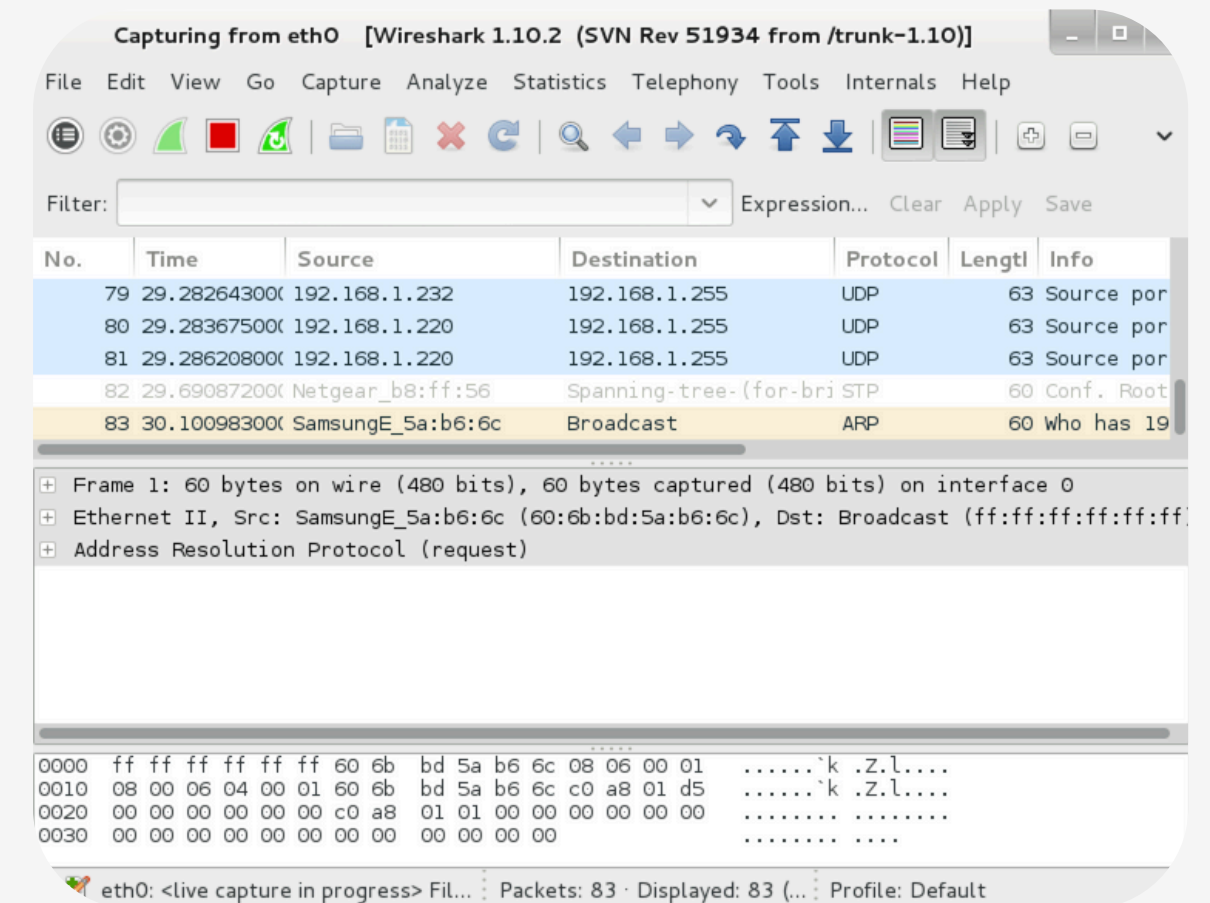 Capturing from eth0 [Wireshark 1.10.2 (SVN Rev 51934 from /trunk-1.10)]
File Edit View Go Capture Analyze Statistics Telephony Tools Internals Help
Filter: Expression... Clear Apply Save
No. Time Source Destination Protocol Lengtl Info
79 29.28264300( 192.168.1.232 192.168.1.255 UDP 63 Source por
80 29.28367500( 192.168.1.220 192.168.1.255 UDP 63 Source por
81 29.28620800( 192.168.1.220 192.168.1.255 UDP 63 Source por
82 29.69087200( Netgear_b8:ff:56 Spanning-tree-(for-bri STP 60 Conf. Root
83 30.10098300( SamsungE_5a:b6:6c Broadcast ARP 60 Who has 19
Frame 1: 60 bytes on wire (480 bits), 60 bytes captured (480 bits) on interface 0
Ethernet II, Src: SamsungE_5a:b6:6c (60:6b:bd:5a:b6:6c), Dst: Broadcast (ff:ff:ff:ff:ff:ff)
Address Resolution Protocol (request)
0000 ff ff ff ff ff ff 60 6b bd 5a b6 6c 08 06 00 01 ......`k .Z.l....
0010 08 00 06 04 00 01 60 6b bd 5a b6 6c c0 a8 01 d5 ......`k .Z.l....
0020 00 00 00 00 00 00 c0 a8 01 01 00 00 00 00 00 00 ........ ........
0030 00 00 00 00 00 00 00 00 00 00 00 00 ........ ....
eth0: <live capture in progress> Fil... Packets: 83 · Displayed: 83 (... Profile: Default